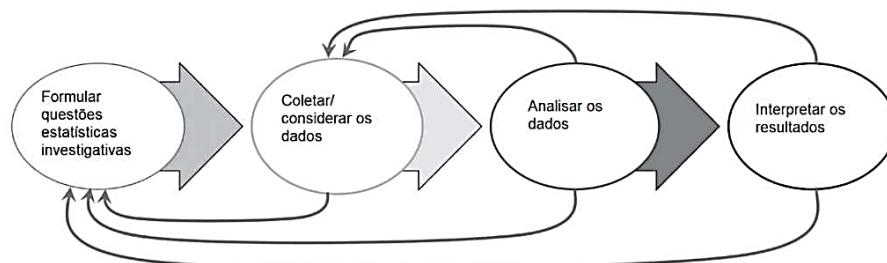 Formular
questões
estatísticas
investigativas
Coletar/
considerar os
dados
Analisar os
dados
Interpretar os
resultados